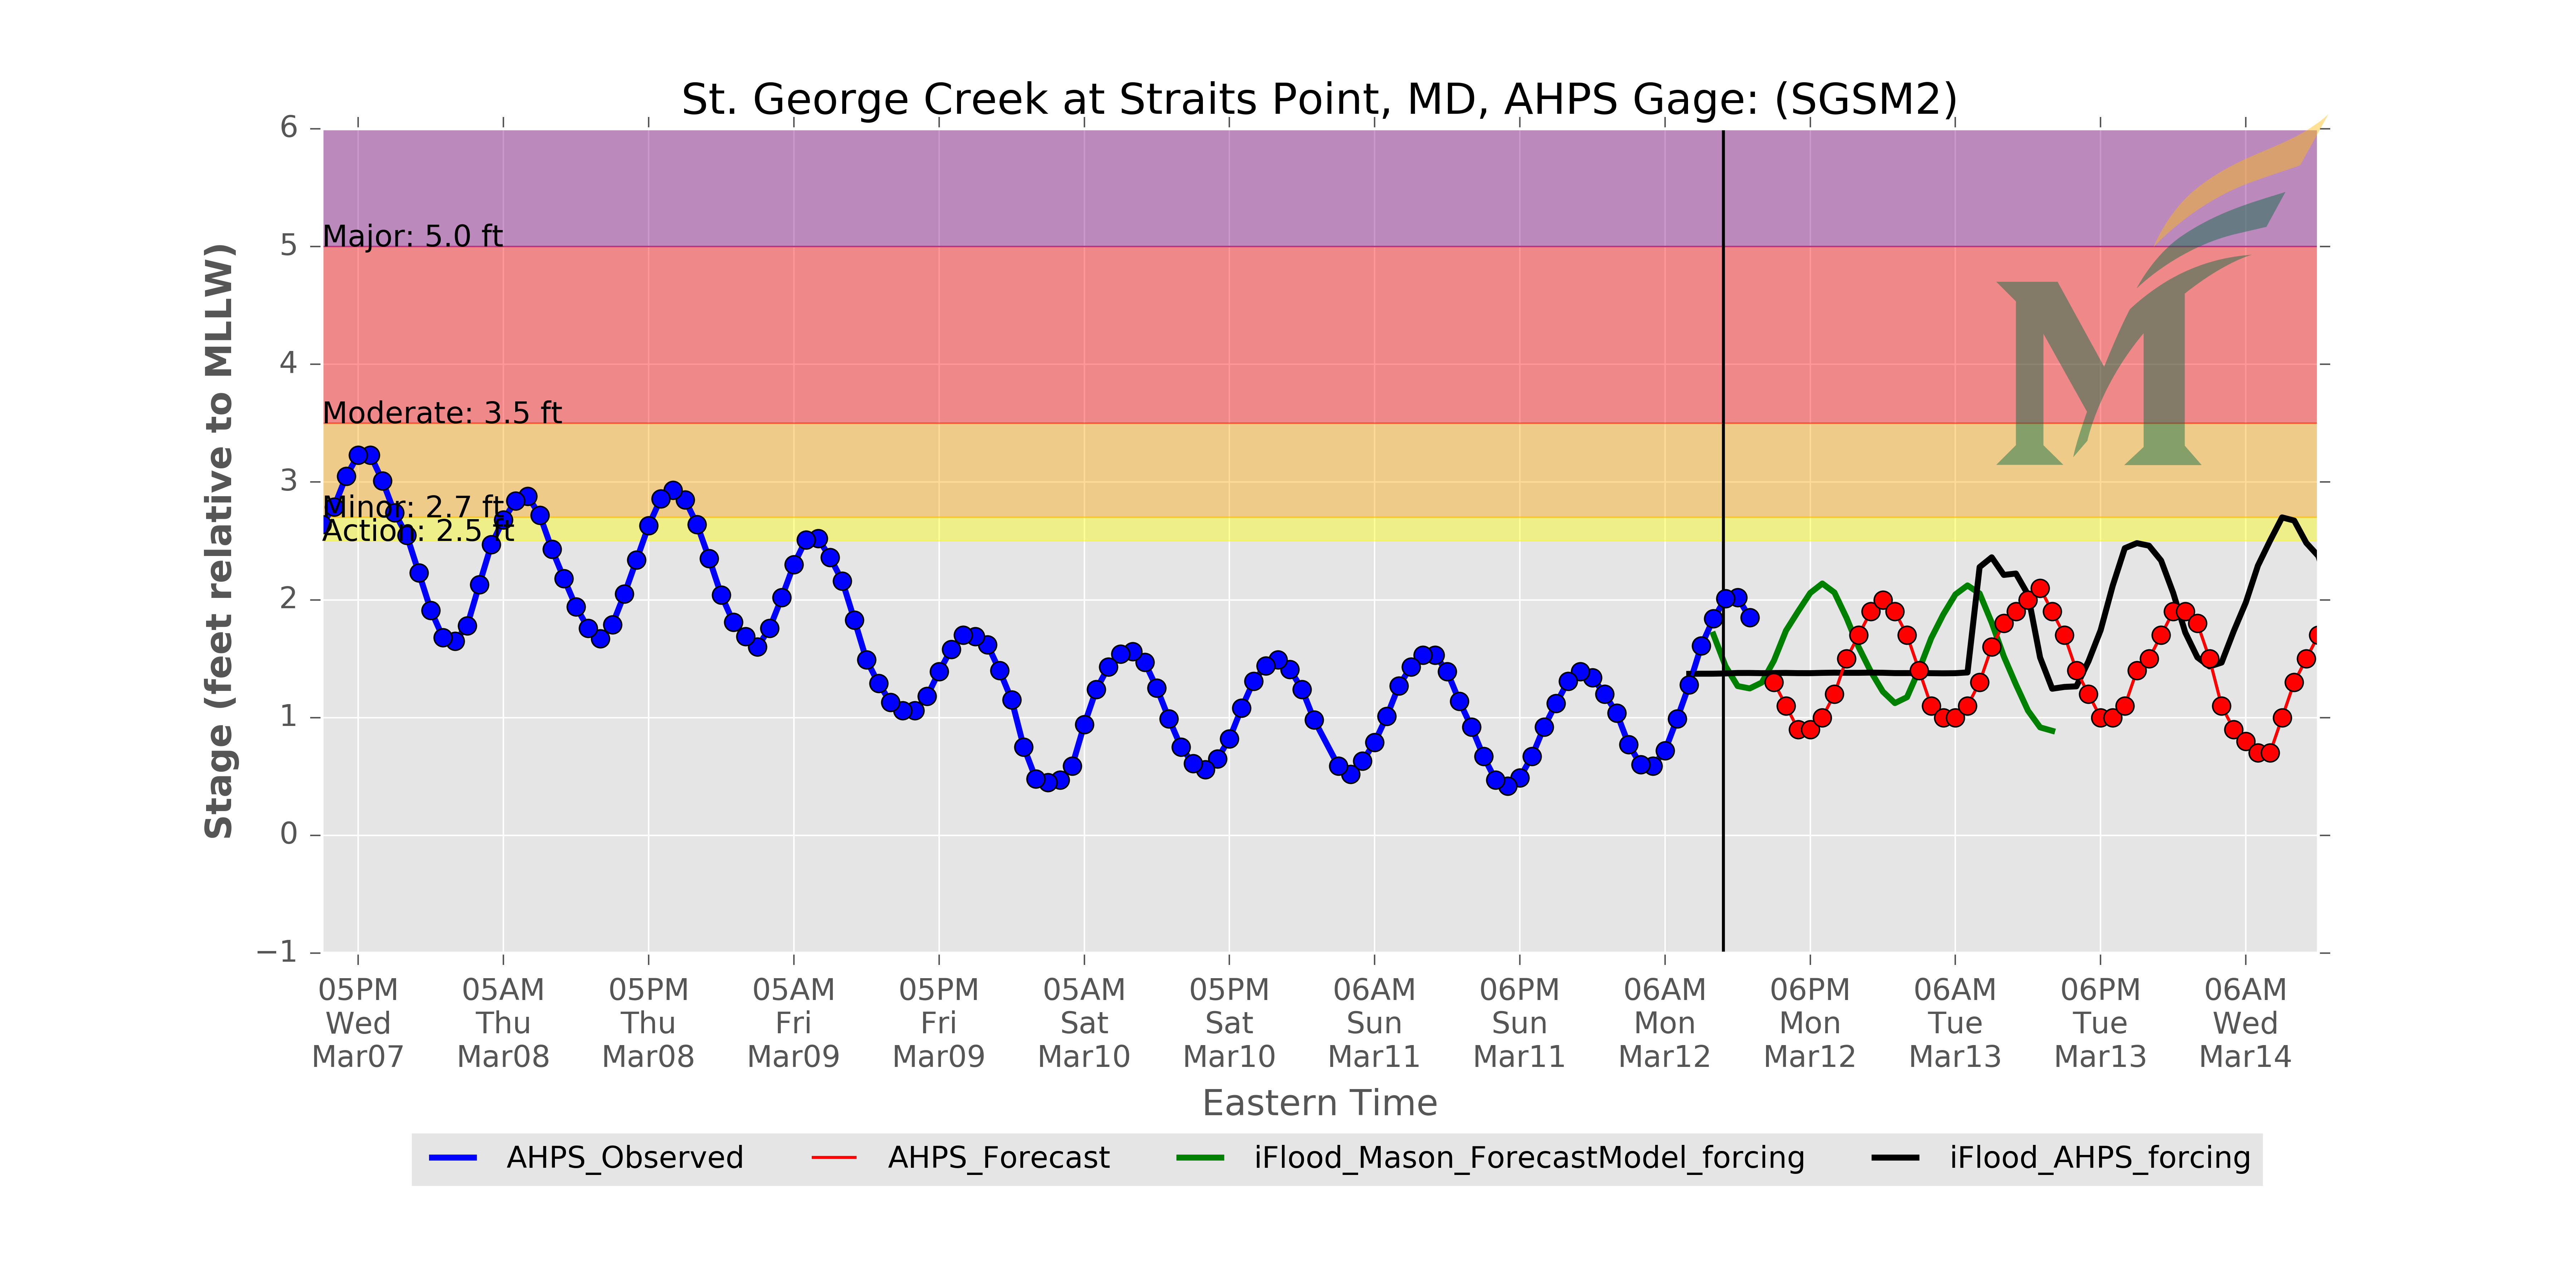 St. George Creek at Straits Point, MD, AHPS Gage: (SGSM2)
Stage (feet relative to MLLW)
6
5
4
3
2
1
0
−1
Major: 5.0 ft
Moderate: 3.5 ft
Minor: 2.7 ft
Action: 2.5 ft
M
05PM 05AM 05PM 05AM 05PM 05AM 05PM 06AM 06PM 06AM 06PM 06AM 06PM 06AM
Wed Thu Thu Fri Fri Sat Sat Sun Sun Mon Mon Tue Tue Wed
Mar07 Mar08 Mar08 Mar09 Mar09 Mar10 Mar10 Mar11 Mar11 Mar12 Mar12 Mar13 Mar13 Mar14
Eastern Time
AHPS_Observed AHPS_Forecast iFlood_Mason_ForecastModel_forcing iFlood_AHPS_forcing